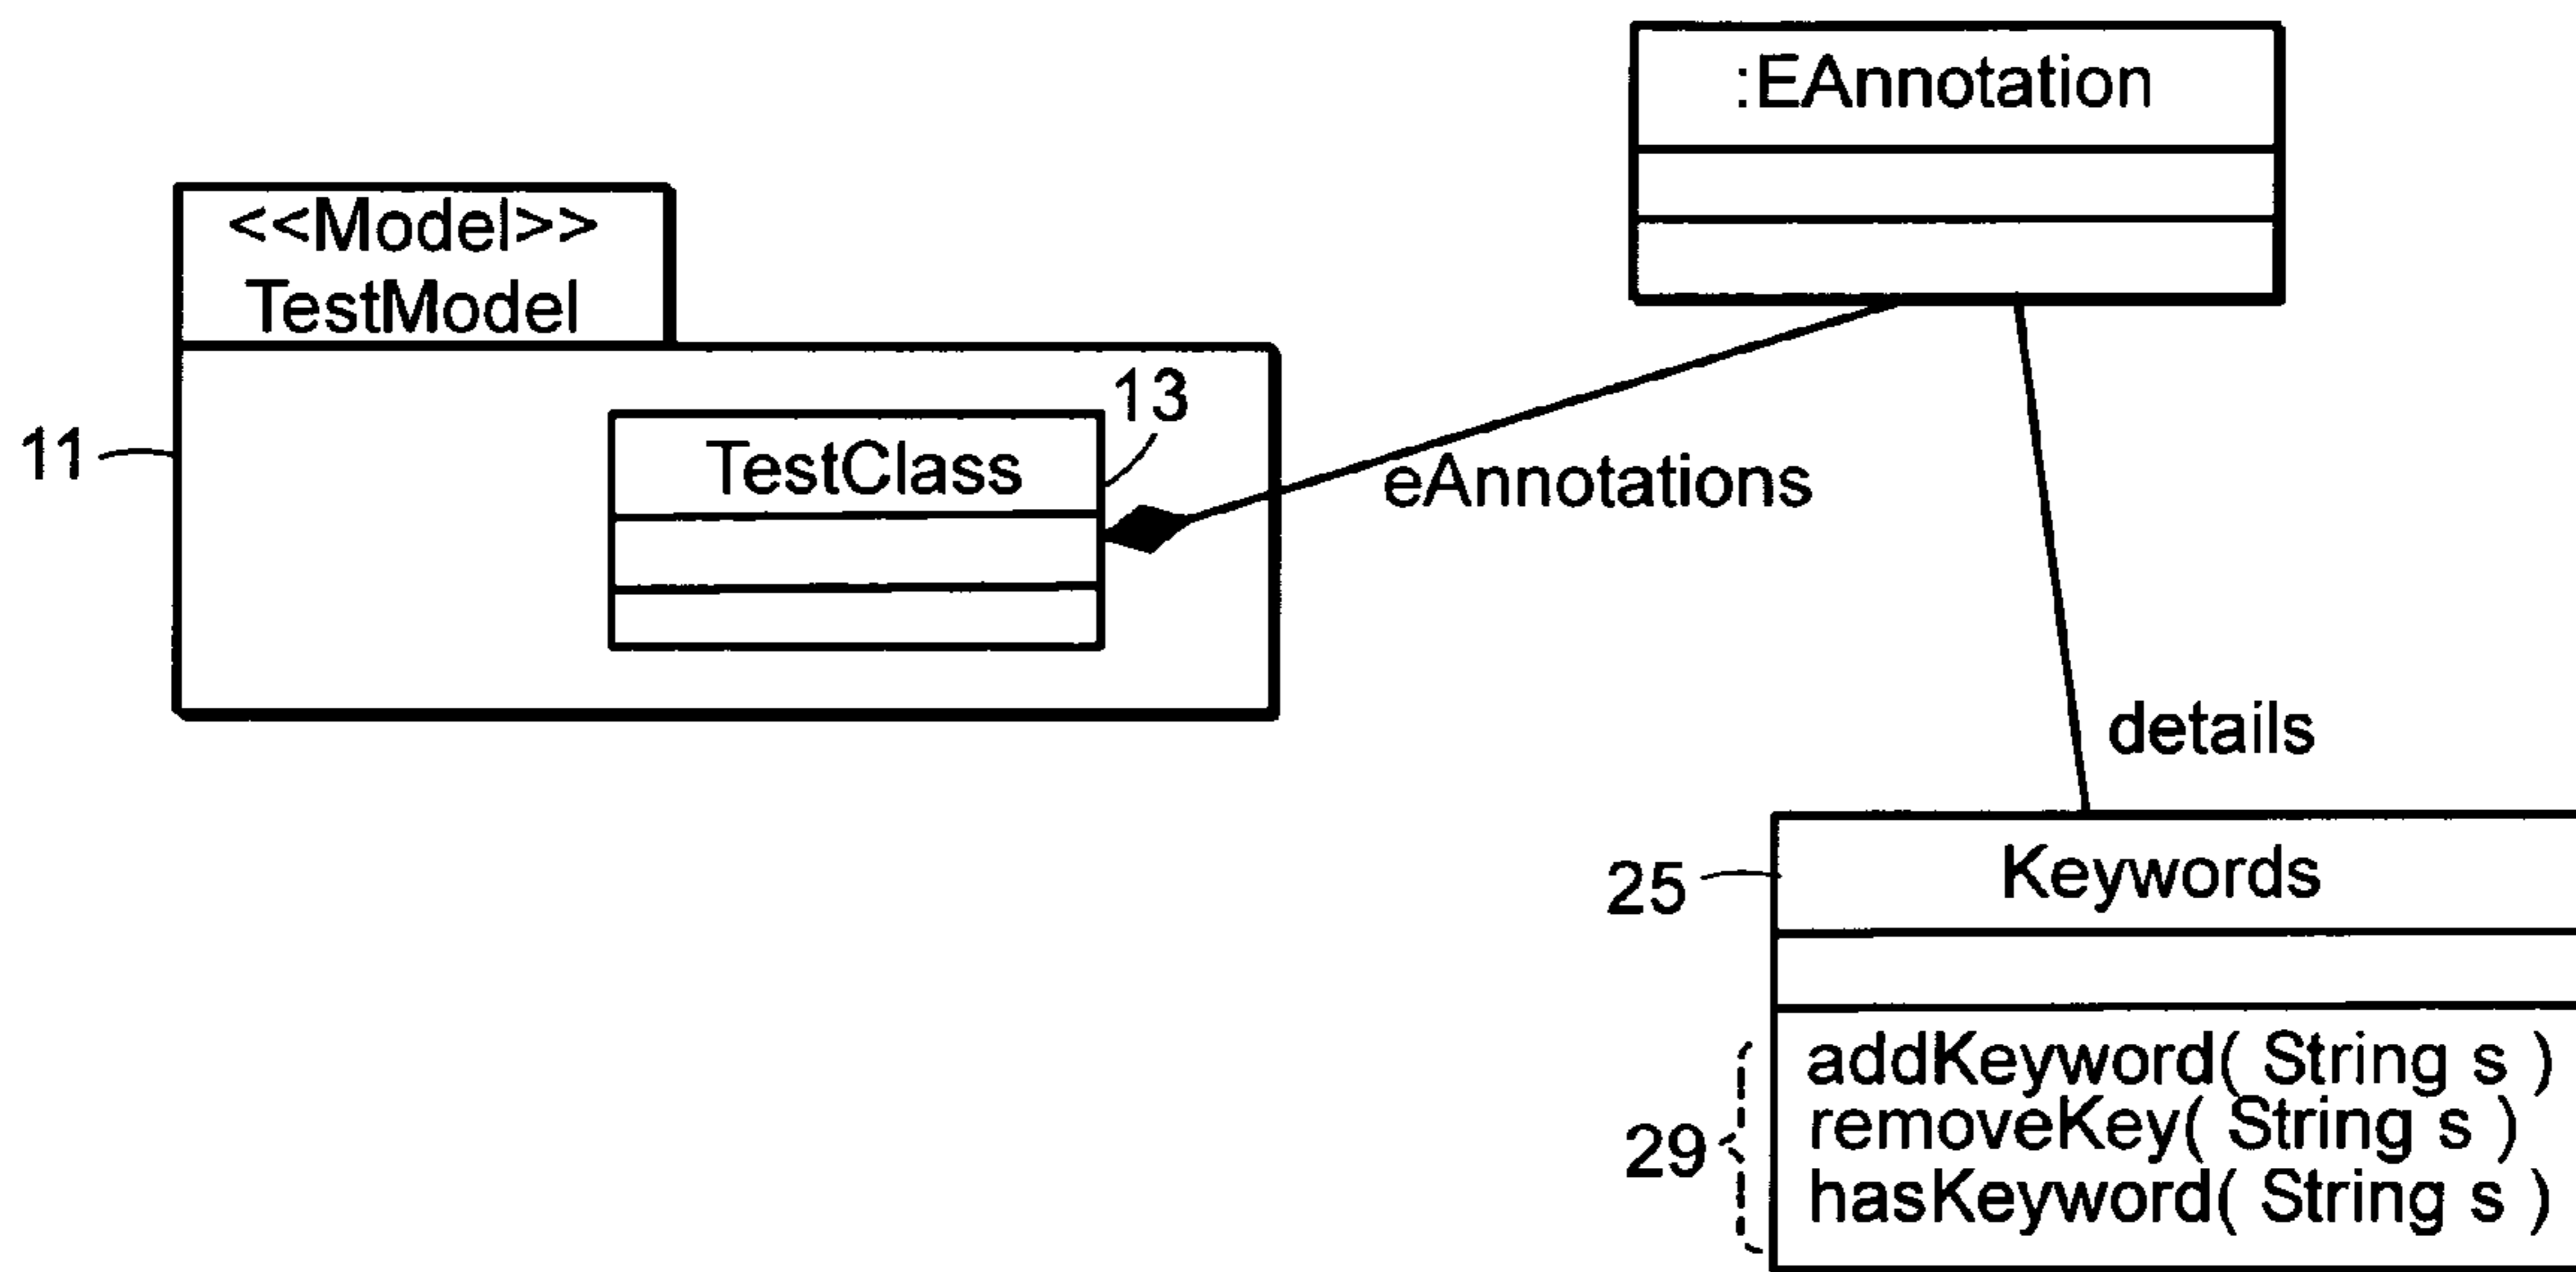 :EAnnotation
<<Model>>
TestModel
13
11
TestClass
eAnnotations
details
25
Keywords
addKeyword( String s )
removeKey( String s )
29
hasKeyword( String s )